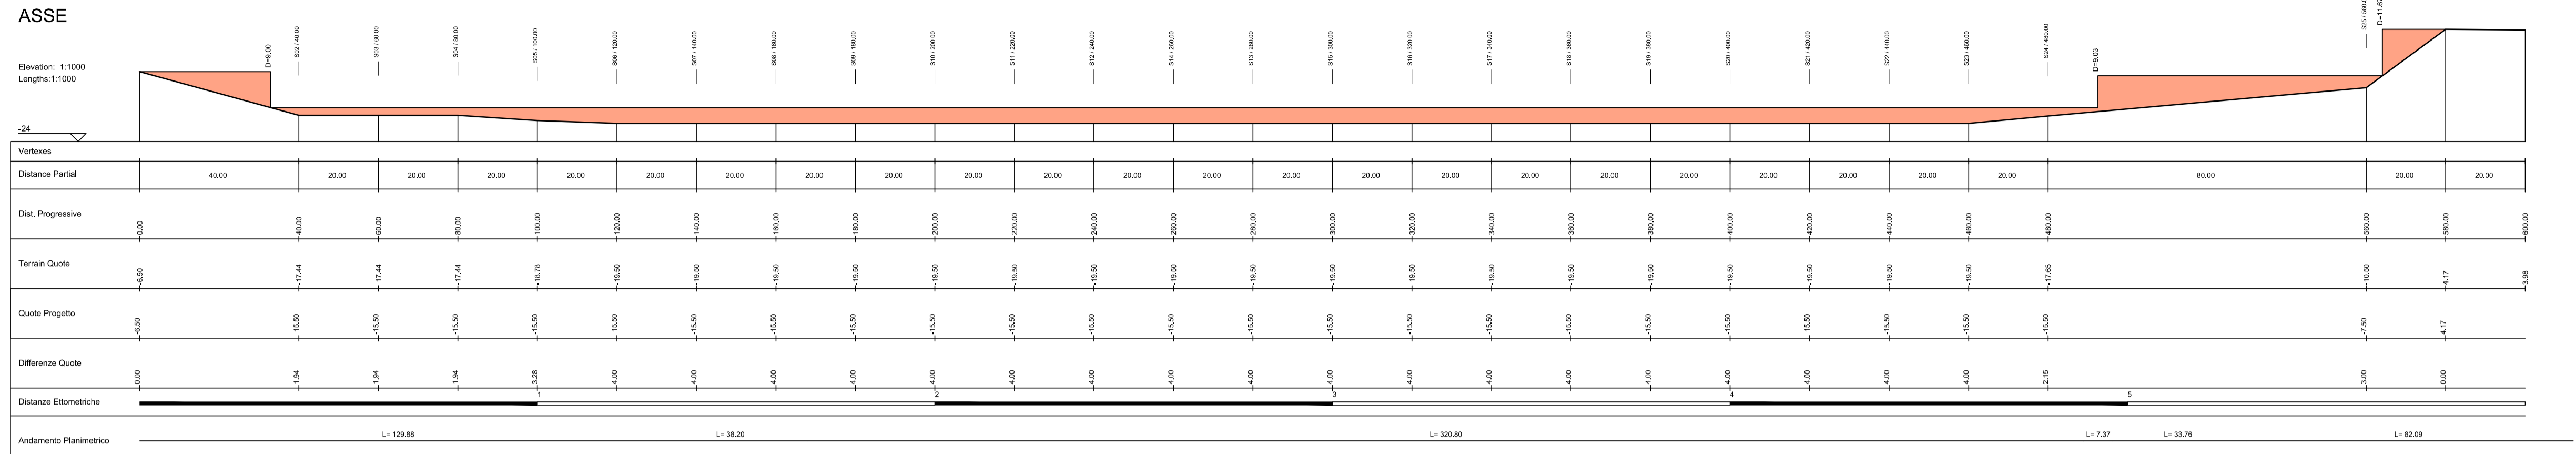 ASSE
Elevation: 1:1000
Lengths:1:1000
-24
D=9,00 S02 / 40,00 S03 / 60,00 S04 / 80,00 S05 / 100,00 S06 / 120,00 S07 / 140,00 S08 / 160,00 S09 / 180,00 S10 / 200,00 S11 / 220,00 S12 / 240,00 S14 / 260,00 S13 / 280,00 S15 / 300,00 S16 / 320,00 S17 / 340,00 S18 / 360,00 S19 / 380,00 S20 / 400,00 S21 / 420,00 S22 / 440,00 S23 / 460,00 S24 / 480,00 D=9,03 S25 / 560,0 D=11,67
Vertexes
Distance Partial 40,00 20,00 20,00 20,00 20,00 20,00 20,00 20,00 20,00 20,00 20,00 20,00 20,00 20,00 20,00 20,00 20,00 20,00 20,00 20,00 20,00 20,00 20,00 80,00 20,00 20,00
Dist. Progressive 0,00 40,00 60,00 80,00 100,00 120,00 140,00 160,00 180,00 200,00 220,00 240,00 260,00 280,00 300,00 320,00 340,00 360,00 380,00 400,00 420,00 440,00 460,00 480,00 560,00 580,00 600,00
Terrain Quote -6,50 -17,44 -17,44 -17,44 -18,78 -19,50 -19,50 -19,50 -19,50 -19,50 -19,50 -19,50 -19,50 -19,50 -19,50 -19,50 -19,50 -19,50 -19,50 -19,50 -19,50 -19,50 -19,50 -17,65 -10,50 4,17 3,98
Quote Progetto -6,50 -15,50 -15,50 -15,50 -15,50 -15,50 -15,50 -15,50 -15,50 -15,50 -15,50 -15,50 -15,50 -15,50 -15,50 -15,50 -15,50 -15,50 -15,50 -15,50 -15,50 -15,50 -15,50 -15,50 -7,50 4,17
Differenze Quote 0,00 1,94 1,94 1,94 3,28 4,00 4,00 4,00 4,00 4,00 4,00 4,00 4,00 4,00 4,00 4,00 4,00 4,00 4,00 4,00 4,00 4,00 4,00 2,15 3,00 0,00
Distanze Ettometriche 1 2 3 4 5
Andamento Planimetrico L= 129.88 L= 38.20 L= 320.80 L= 7.37 L= 33.76 L= 82.09